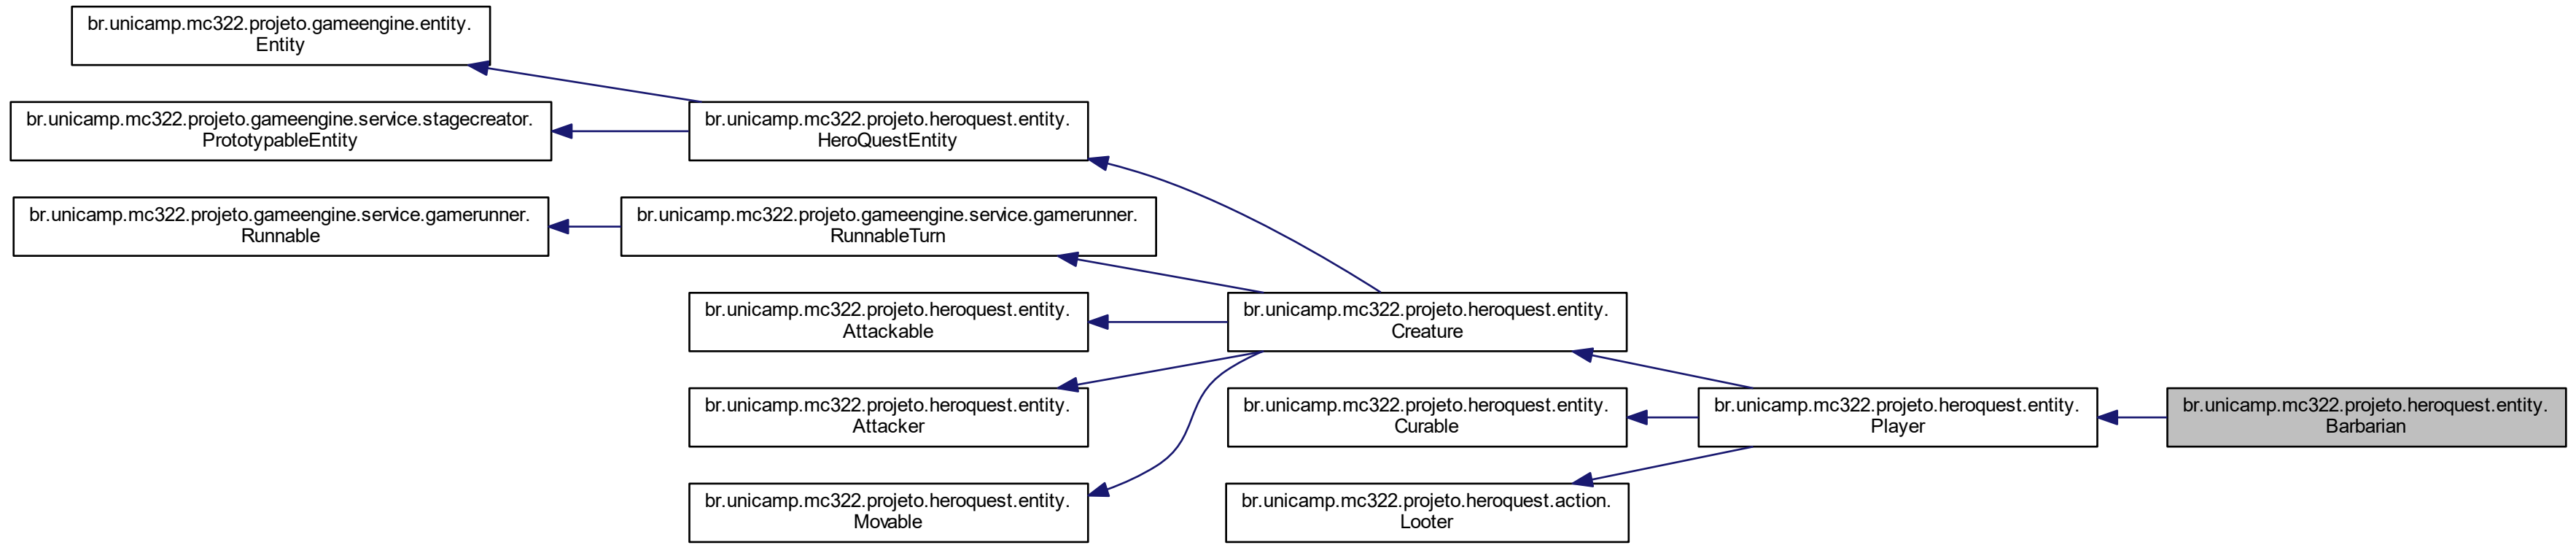 br.unicamp.mc322.projeto.gameengine.entity.
Entity
br.unicamp.mc322.projeto.gameengine.service.stagecreator.
PrototypableEntity
br.unicamp.mc322.projeto.heroquest.entity.
HeroQuestEntity
br.unicamp.mc322.projeto.gameengine.service.gamerunner.
Runnable
br.unicamp.mc322.projeto.gameengine.service.gamerunner.
RunnableTurn
br.unicamp.mc322.projeto.heroquest.entity.
Attackable
br.unicamp.mc322.projeto.heroquest.entity.
Creature
br.unicamp.mc322.projeto.heroquest.entity.
Attacker
br.unicamp.mc322.projeto.heroquest.entity.
Curable
br.unicamp.mc322.projeto.heroquest.entity.
Player
br.unicamp.mc322.projeto.heroquest.entity.
Barbarian
br.unicamp.mc322.projeto.heroquest.entity.
Movable
br.unicamp.mc322.projeto.heroquest.action.
Looter